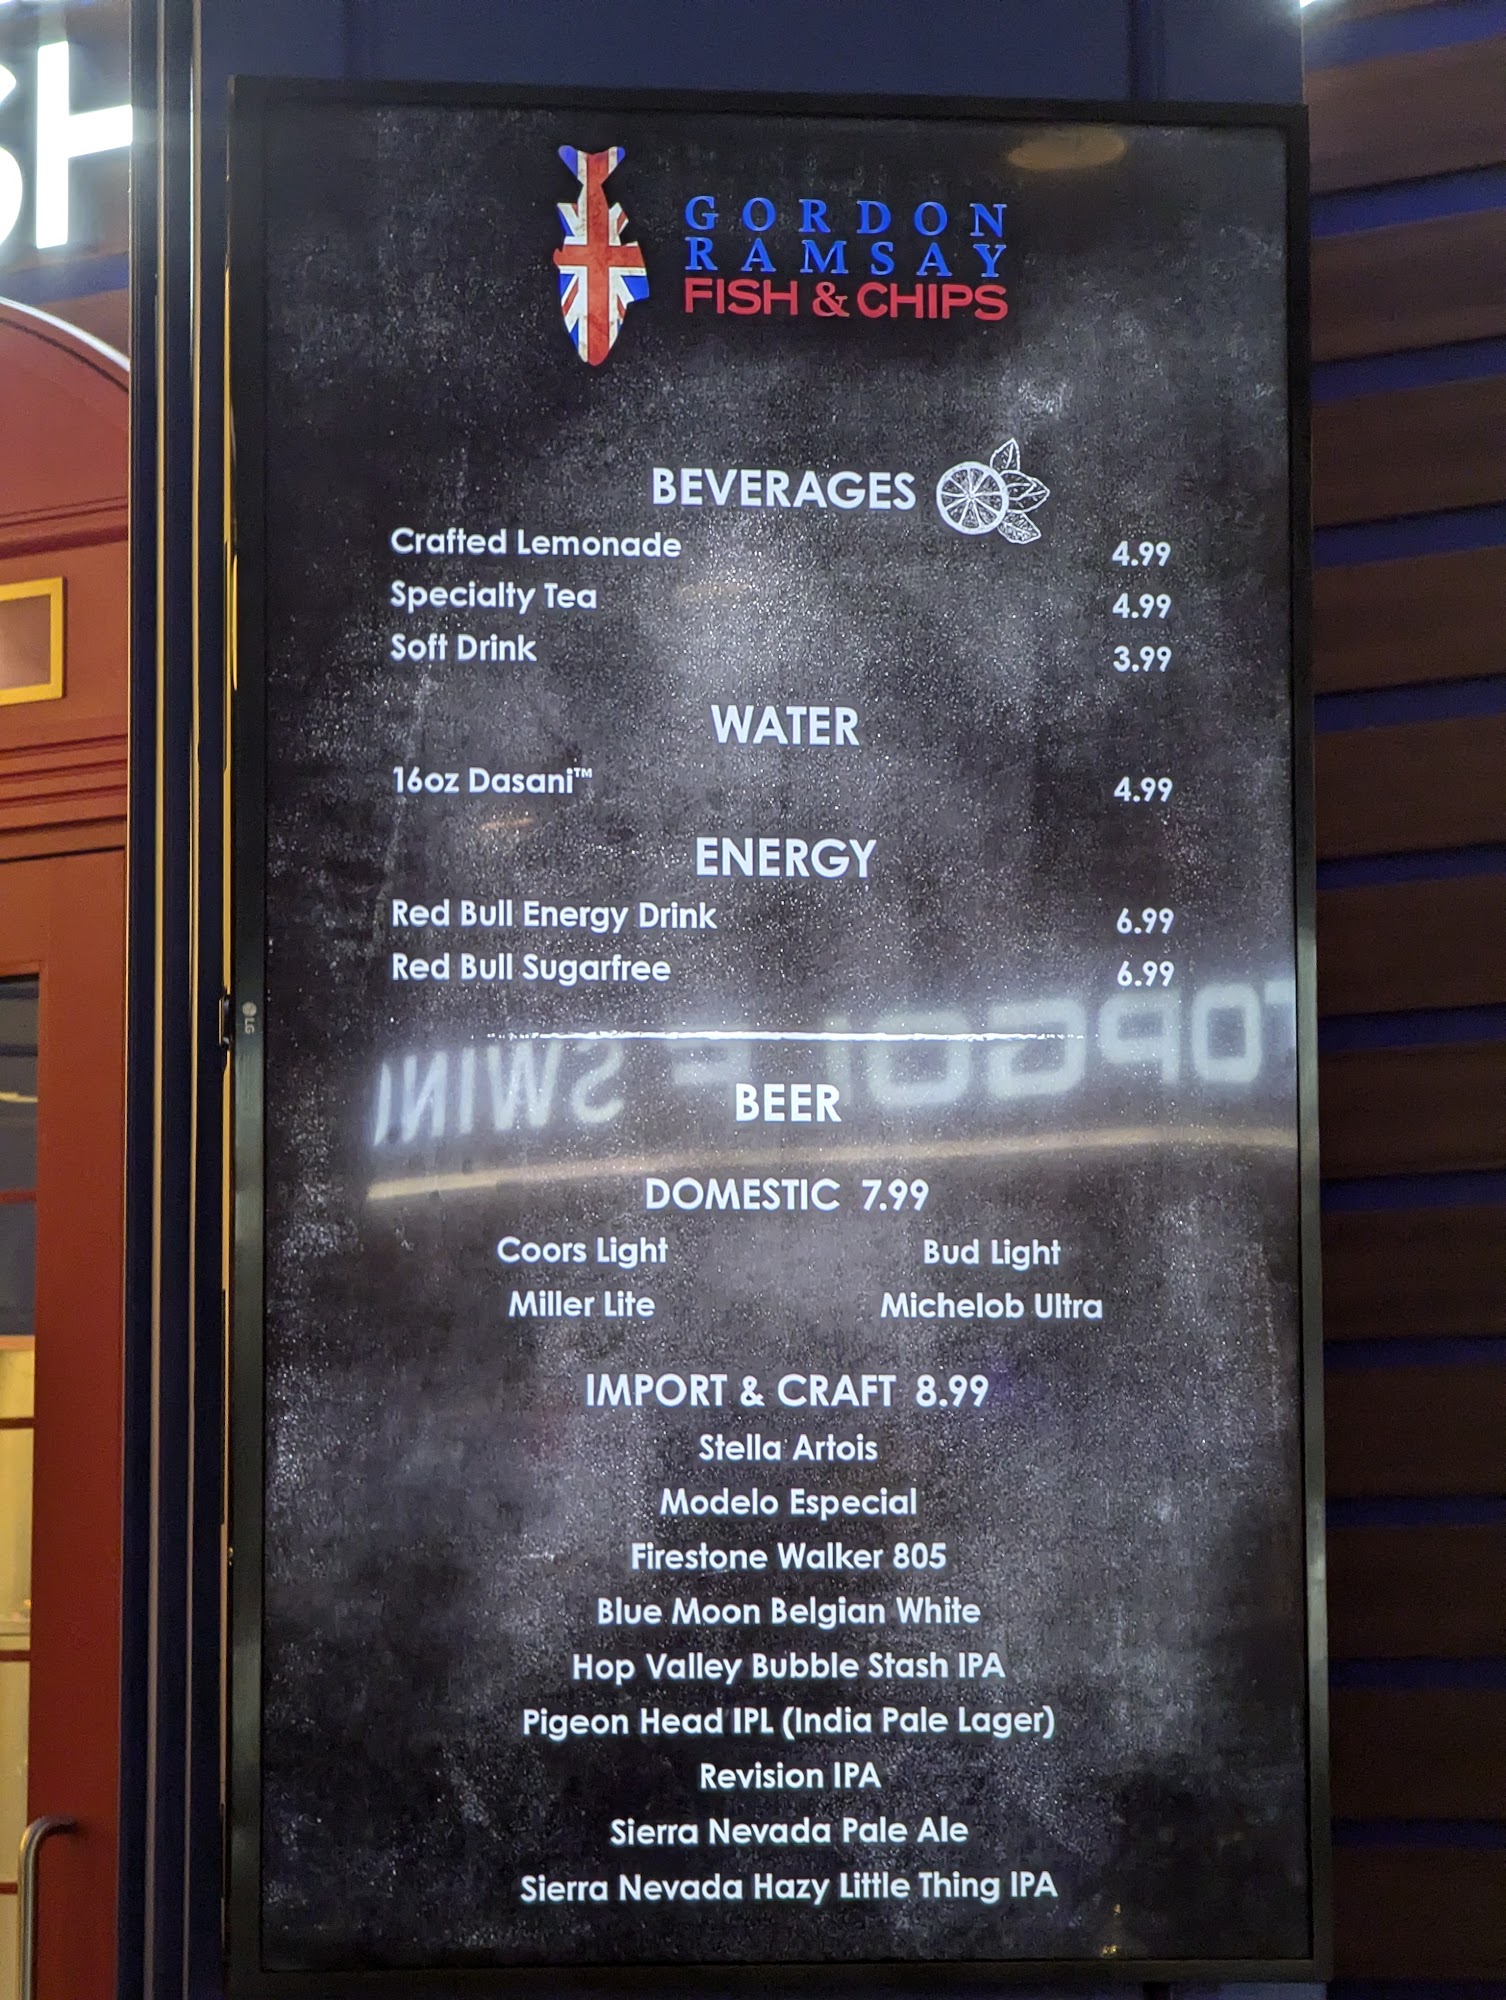 SH
GORDON
RAMSAY
FISH & CHIPS
BEVERAGES
Crafted Lemonade 4.99
Specialty Tea 4.99
Soft Drink 3.99
WATER
16oz Dasani™ 4.99
ENERGY
Red Bull Energy Drink 6.99
Red Bull Sugarfree 6.99
LG
TOPGOLF SWIN
BEER
DOMESTIC 7.99
Coors Light Bud Light
Miller Lite Michelob Ultra
IMPORT & CRAFT 8.99
Stella Artois
Modelo Especial
Firestone Walker 805
Blue Moon Belgian White
Hop Valley Bubble Stash IPA
Pigeon Head IPL (India Pale Lager)
Revision IPA
Sierra Nevada Pale Ale
Sierra Nevada Hazy Little Thing IPA